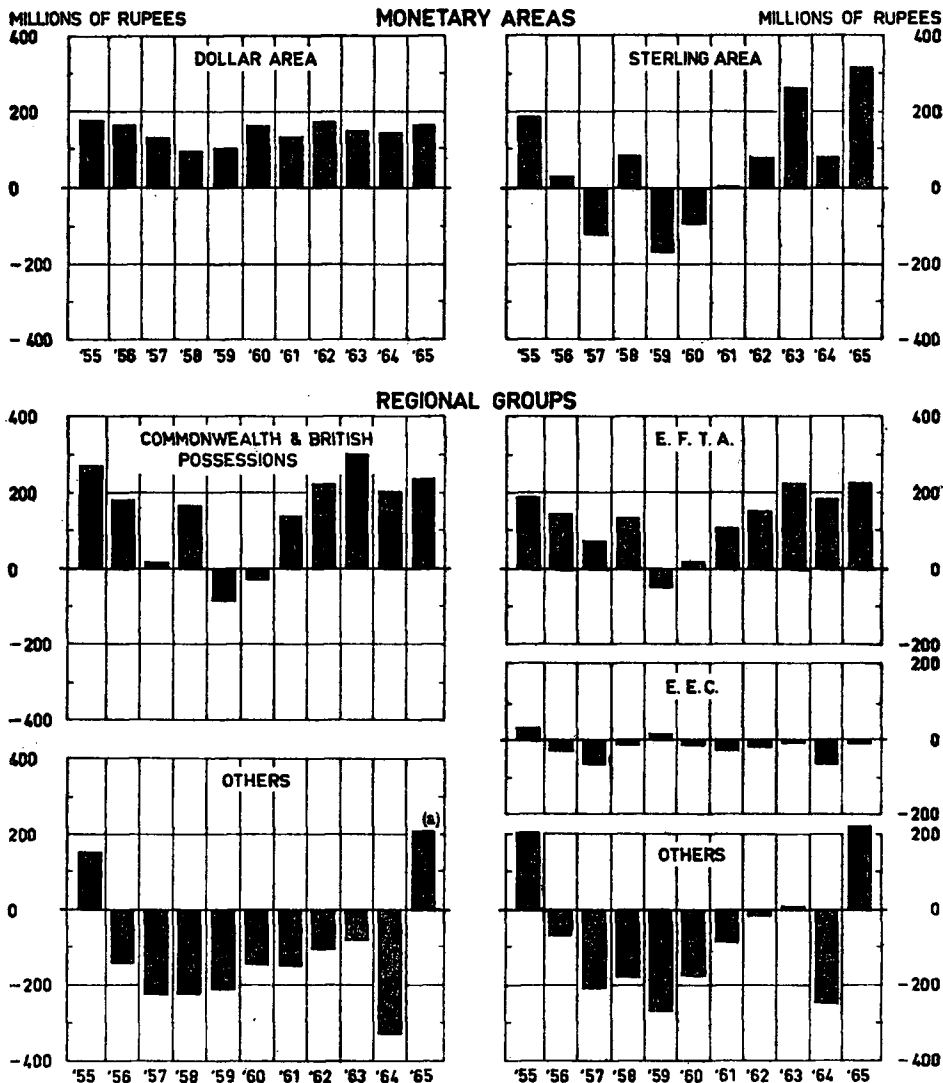 MILLIONS OF RUPEES MONETARY AREAS MILLIONS OF RUPEES
400 400
DOLLAR AREA STERLING AREA
200 200
0 0
-200 -200
-400 -400
'55 '56 '57 '58 '59 '60 '61 '62 '63 '64 '65 '55 '56 '57 '58 '59 '60 '61 '62 '63 '64 '65
REGIONAL GROUPS
400 400
COMMONWEALTH & BRITISH
POSSESSIONS
E. F. T. A.
200 200
0 0
-200 -200
-400
200
E. E. C.
0
-200
400
OTHERS
(a)
200
0
-200
-400
200
OTHERS
0
-200
-400
'55 '56 '57 '58 '59 '60 '61 '62 '63 '64 '65 '55 '56 '57 '58 '59 '60 '61 '62 '63 '64 '65